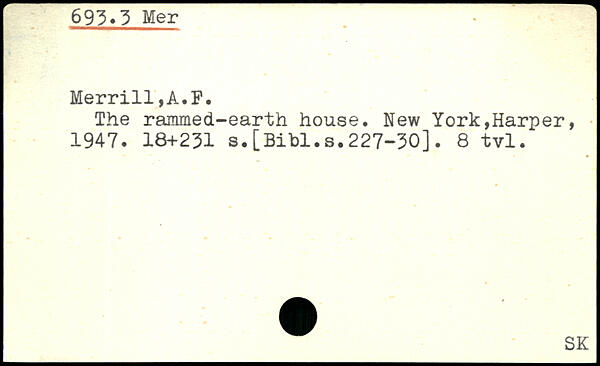 693.3 Mer
Merrill,A.F.
The rammed-earth house. New York,Harper,
1947. 18+231 s.[Bibl.s.227-30]. 8 tvl.
SK